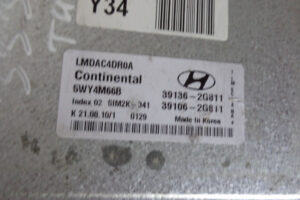 Y34
LMDAC4DR0A
Continental
HYUNDAI
5WY4M66B
39136-2G811
Index 02 SIM2K-341
39106-2G811
K 21.08.10/1 0129
Made in Korea